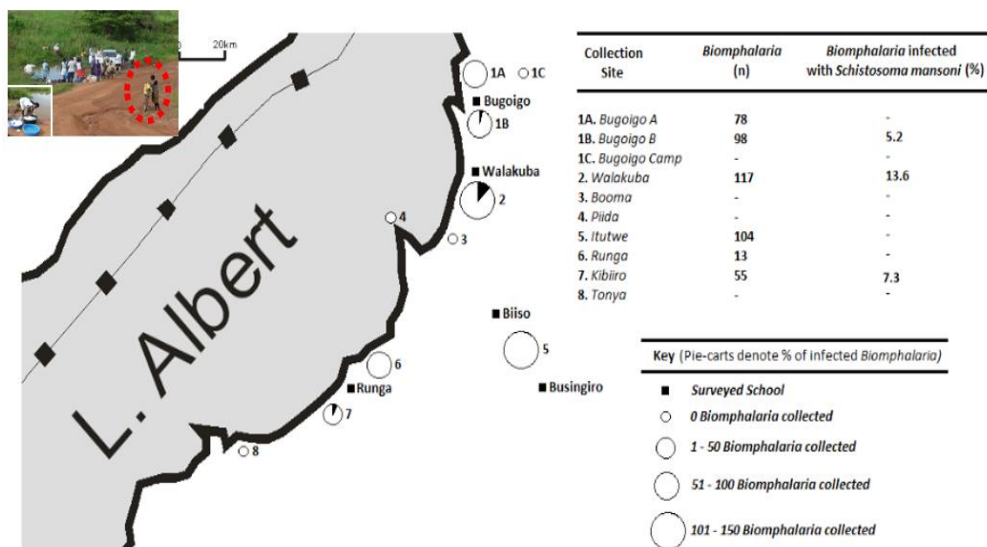 20km
1A
1C
Bugoigo
1B
Walakuba
2
4
3
L. Albert
Biiso
5
6
Busingiro
Runga
7
8
Collection Site Biomphalaria (n) Biomphalaria infected with Schistosoma mansoni (%)
1A. Bugoigo A 78 -
1B. Bugoigo B 98 5.2
1C. Bugoigo Camp - -
2. Walakuba 117 13.6
3. Booma - -
4. Piida - -
5. Itutwe 104 -
6. Runga 13 -
7. Kibiiro 55 7.3
8. Tonya - -
Key (Pie-carts denote % of infected Biomphalaria)
Surveyed School
0 Biomphalaria collected
1 - 50 Biomphalaria collected
51 - 100 Biomphalaria collected
101 - 150 Biomphalaria collected